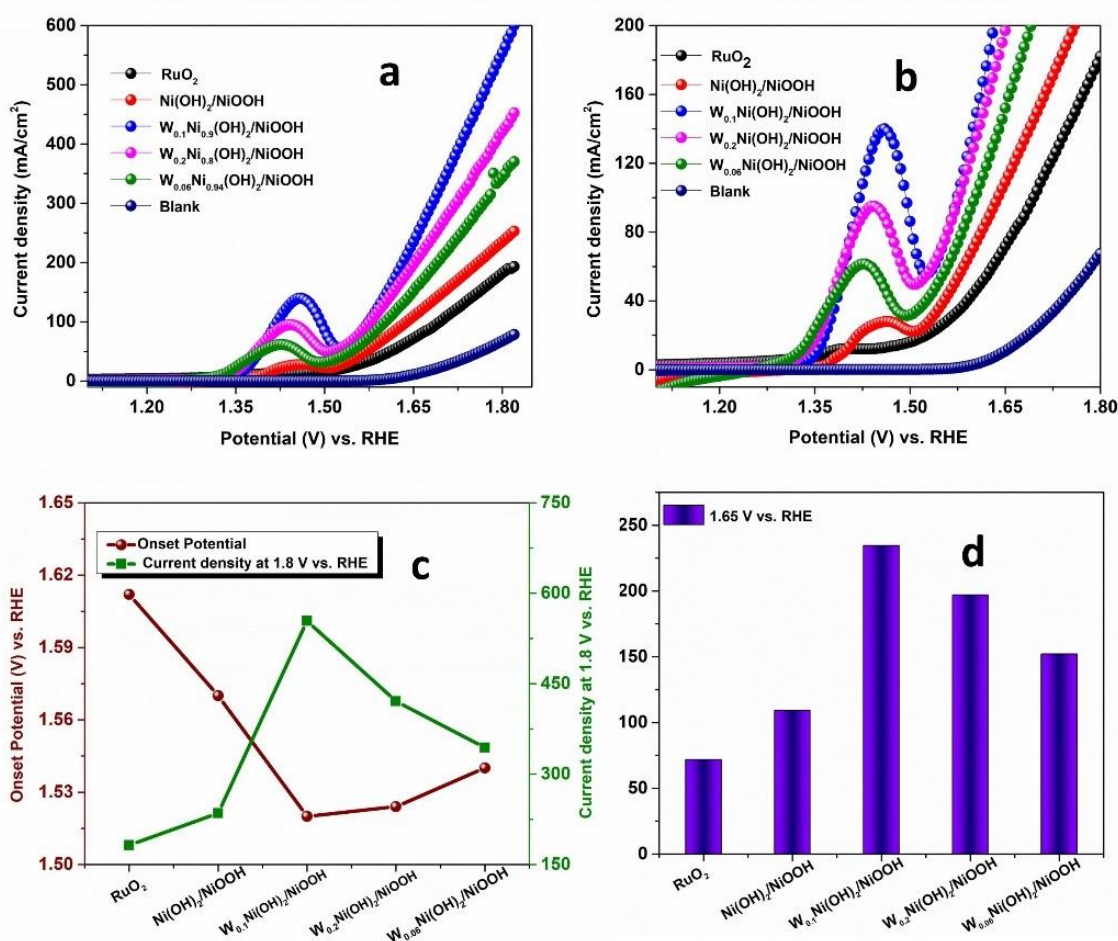 a
600
500
400
300
200
100
0
Current density (mA/cm²)
RuO₂
Ni(OH)₂/NiOOH
W₀.₁Ni₀.₉(OH)₂/NiOOH
W₀.₂Ni₀.₈(OH)₂/NiOOH
W₀.₀₆Ni₀.₉₄(OH)₂/NiOOH
Blank
1.20 1.35 1.50 1.65 1.80
Potential (V) vs. RHE
b
200
160
120
80
40
0
Current density (mA/cm²)
RuO₂
Ni(OH)₂/NiOOH
W₀.₁Ni(OH)₂/NiOOH
W₀.₂Ni(OH)₂/NiOOH
W₀.₀₆Ni(OH)₂/NiOOH
Blank
1.20 1.35 1.50 1.65 1.80
Potential (V) vs. RHE
c
1.65
1.62
1.59
1.56
1.53
1.50
Onset Potential (V) vs. RHE
Onset Potential
Current density at 1.8 V vs. RHE
750
600
450
300
150
Current density at 1.8 V vs. RHE
RuO₂
Ni(OH)₂/NiOOH
W₀.₁Ni(OH)₂/NiOOH
W₀.₂Ni(OH)₂/NiOOH
W₀.₀₆Ni(OH)₂/NiOOH
d
250
200
150
100
50
0
1.65 V vs. RHE
RuO₂
Ni(OH)₂/NiOOH
W₀.₁Ni(OH)₂/NiOOH
W₀.₂Ni(OH)₂/NiOOH
W₀.₀₆Ni(OH)₂/NiOOH